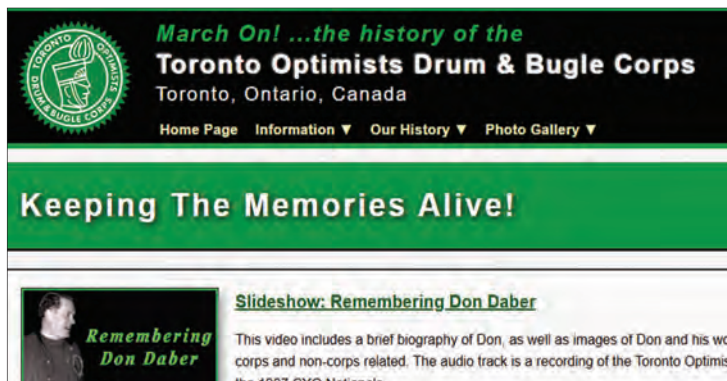 March On! ...the history of the
Toronto Optimists Drum & Bugle Corps
Toronto, Ontario, Canada
TORONTO OPTIMISTS
DRUM & BUGLE CORPS
Home Page Information ▼ Our History ▼ Photo Gallery ▼
Keeping The Memories Alive!
Remembering
Don Daber
Slideshow: Remembering Don Daber
This video includes a brief biography of Don, as well as images of Don and his
corps and non-corps related. The audio track is a recording of the Toronto